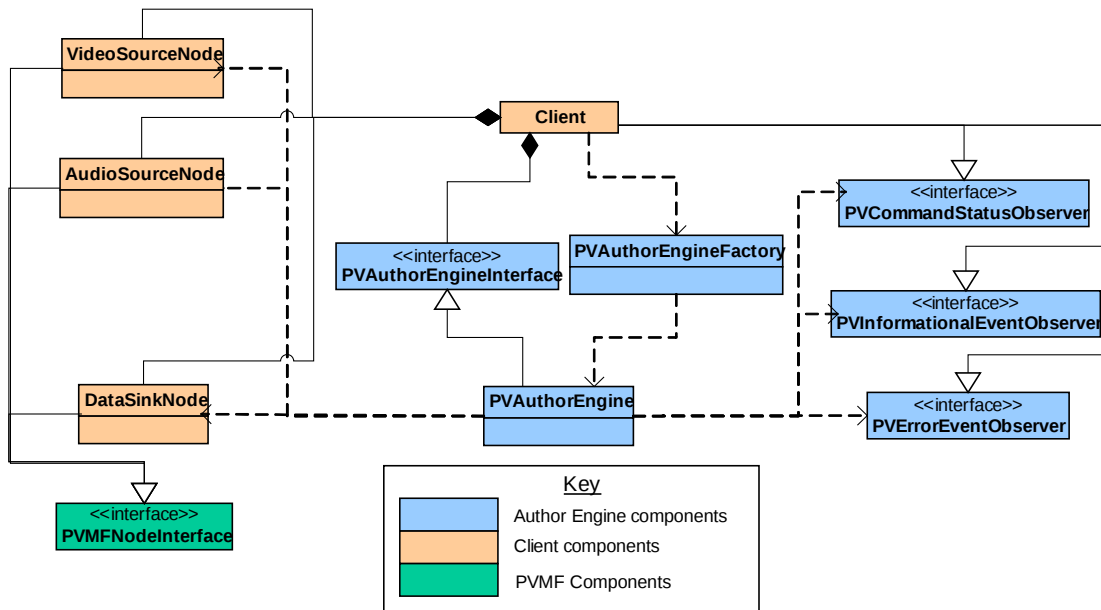 VideoSourceNode
Client
AudioSourceNode
<<interface>>
PVCommandStatusObserver
<<interface>>
PVAuthorEngineInterface
PVAuthorEngineFactory
<<interface>>
PVInformationalEventObserver
DataSinkNode
PVAuthorEngine
<<interface>>
PVErrorEventObserver
<<interface>>
PVMFNodeInterface
Key
Author Engine components
Client components
PVMF Components